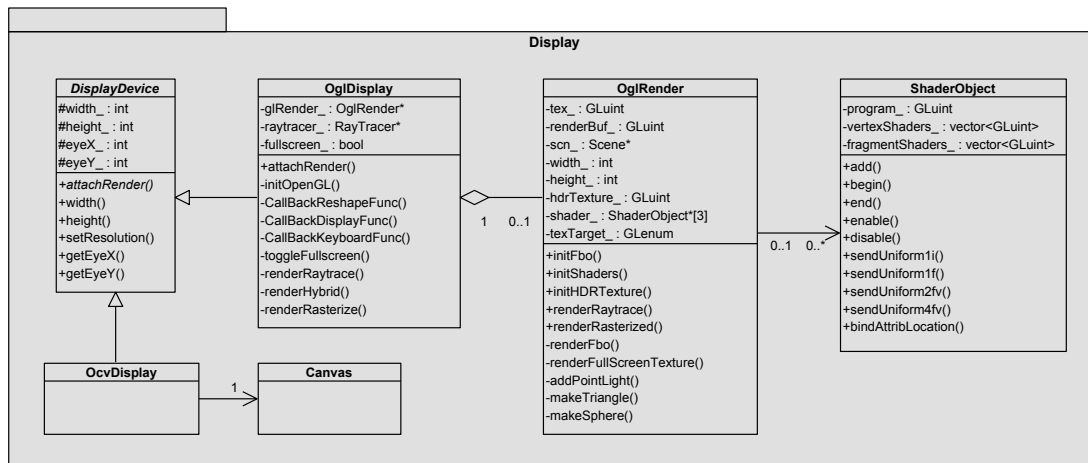 Display
DisplayDevice
#width_ : int
#height_ : int
#eyeX_ : int
#eyeY_ : int
+attachRender()
+width()
+height()
+setResolution()
+getEyeX()
+getEyeY()
OglDisplay
-glRender_ : OglRender*
-raytracer_ : RayTracer*
-fullscreen_ : bool
+attachRender()
-initOpenGL()
-CallBackReshapeFunc()
-CallBackDisplayFunc()
-CallBackKeyboardFunc()
-toggleFullscreen()
-renderRaytrace()
-renderHybrid()
-renderRasterize()
1
0..1
OglRender
-tex_ : GLuint
-renderBuf_ : GLuint
-scn_ : Scene*
-width_ : int
-height_ : int
-hdrTexture_ : GLuint
-shader_ : ShaderObject*[3]
-texTarget_ : GLenum
+initFbo()
+initShaders()
+initHDRTexture()
+renderRaytrace()
+renderRasterized()
-renderFbo()
-renderFullScreenTexture()
-addPointLight()
-makeTriangle()
-makeSphere()
0..1
0..*
ShaderObject
-program_ : GLuint
-vertexShaders_ : vector<GLuint>
-fragmentShaders_ : vector<GLuint>
+add()
+begin()
+end()
+enable()
+disable()
+sendUniform1i()
+sendUniform1f()
+sendUniform2fv()
+sendUniform4fv()
+bindAttribLocation()
OcvDisplay
1
Canvas